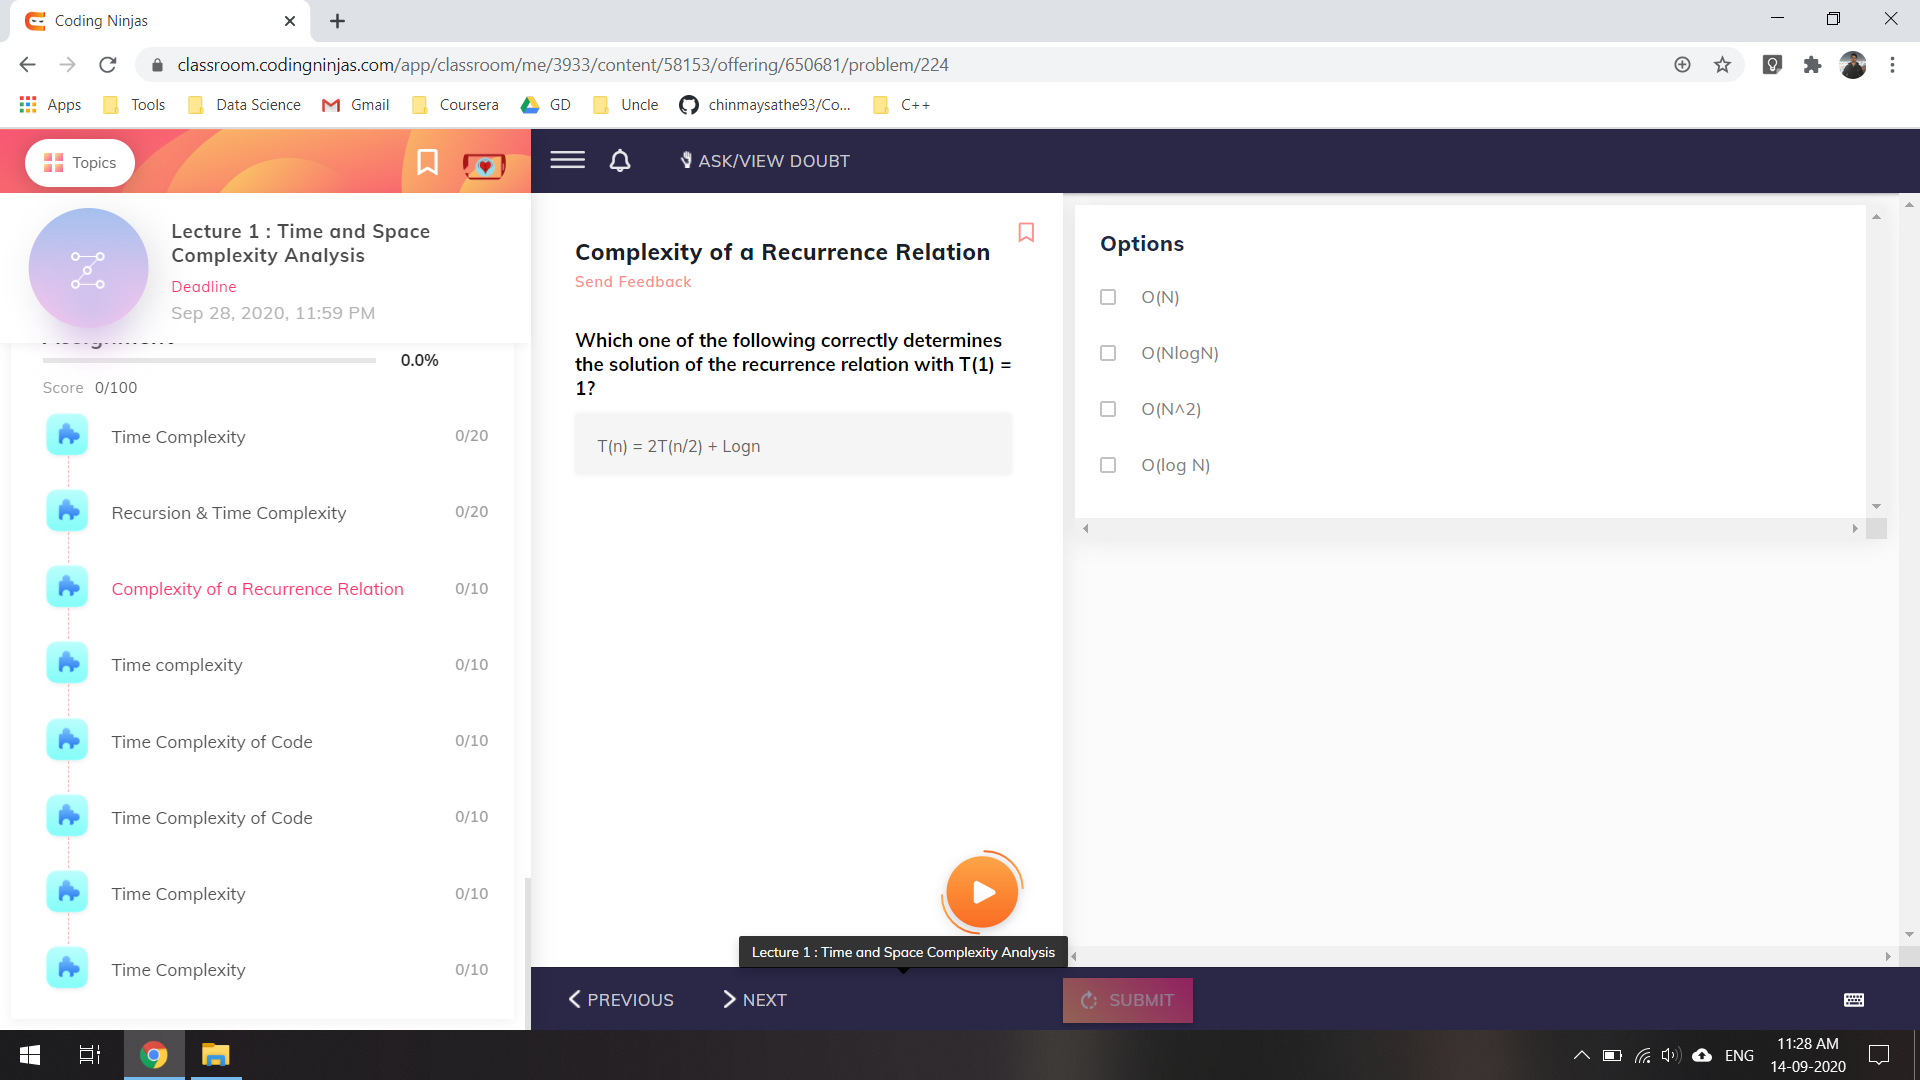 Coding Ninjas
classroom.codingninjas.com/app/classroom/me/3933/content/58153/offering/650681/problem/224
Apps
Tools
Data Science
Gmail
Coursera
GD
Uncle
chinmaysathe93/Co...
C++
Topics
ASK/VIEW DOUBT
Lecture 1 : Time and Space
Complexity Analysis
Deadline
Sep 28, 2020, 11:59 PM
Assignment
0.0%
Score 0/100
Time Complexity 0/20
Recursion & Time Complexity 0/20
Complexity of a Recurrence Relation 0/10
Time complexity 0/10
Time Complexity of Code 0/10
Time Complexity of Code 0/10
Time Complexity 0/10
Time Complexity 0/10
Complexity of a Recurrence Relation
Send Feedback
Which one of the following correctly determines
the solution of the recurrence relation with T(1) =
1?
T(n) = 2T(n/2) + Logn
Options
O(N)
O(NlogN)
O(N^2)
O(log N)
Lecture 1 : Time and Space Complexity Analysis
PREVIOUS
NEXT
SUBMIT
ENG
11:28 AM
14-09-2020